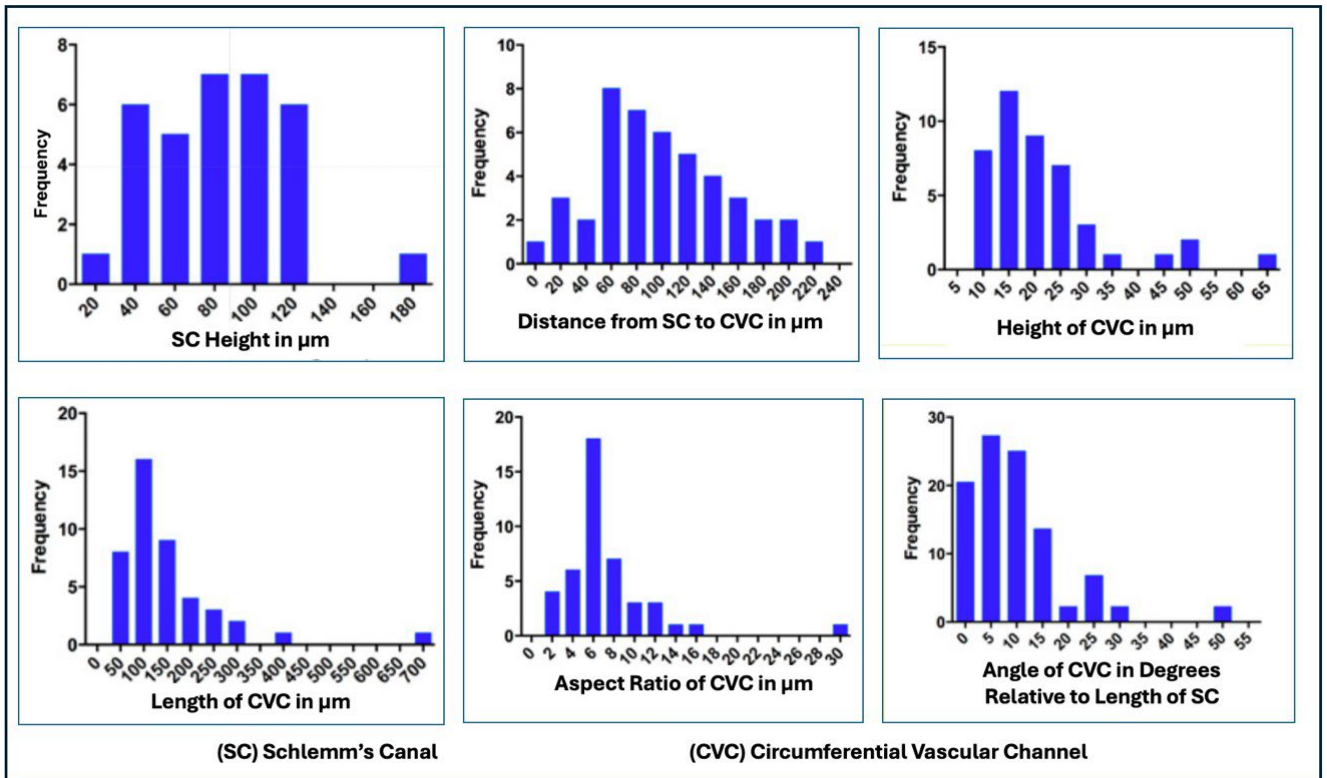 8
6
4
2
0
Frequency
20 40 60 80 100 120 140 160 180
SC Height in µm
10
8
6
4
2
0
Frequency
0 20 40 60 80 100 120 140 160 180 200 220 240
Distance from SC to CVC in µm
15
10
5
0
Frequency
5 10 15 20 25 30 35 40 45 50 55 60 65
Height of CVC in µm
20
15
10
5
0
Frequency
0 50 100 150 200 250 300 350 400 450 500 550 600 650 700
Length of CVC in µm
20
15
10
5
0
Frequency
0 2 4 6 8 10 12 14 16 18 20 22 24 26 28 30
Aspect Ratio of CVC in µm
30
20
10
0
Frequency
0 5 10 15 20 25 30 35 40 45 50 55
Angle of CVC in Degrees
Relative to Length of SC
(SC) Schlemm’s Canal
(CVC) Circumferential Vascular Channel